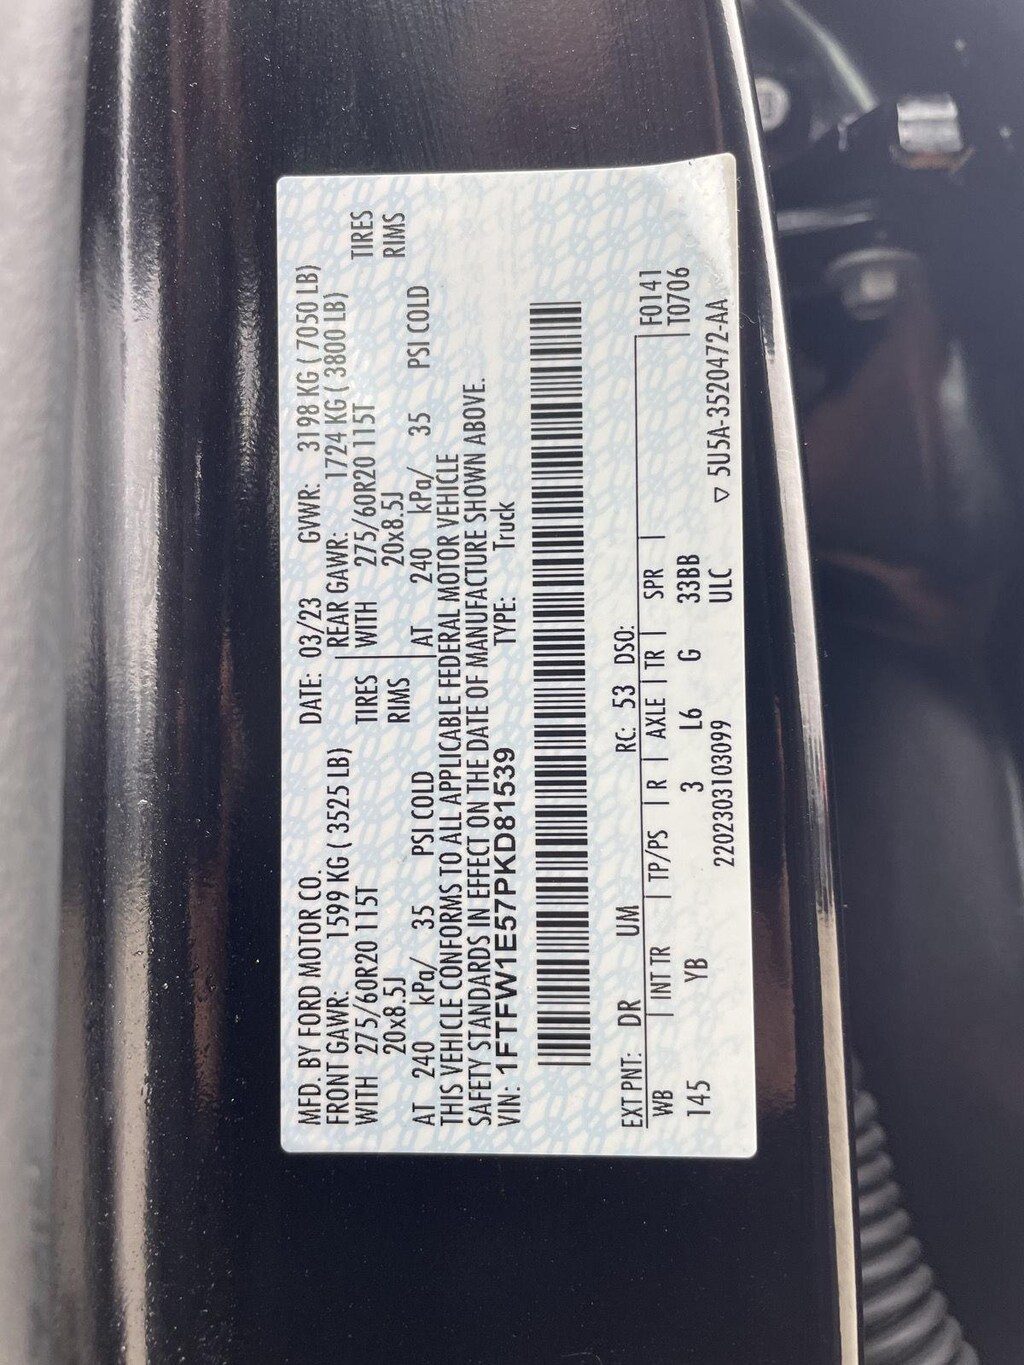 MFD. BY FORD MOTOR CO. DATE: 03/23 GVWR: 3198 KG ( 7050 LB)
FRONT GAWR: 1599 KG ( 3525 LB) REAR GAWR: 1724 KG ( 3800 LB)
WITH 275/60R20 115T TIRES WITH 275/60R20 115T TIRES
20x8.5J RIMS 20x8.5J RIMS
AT 240 kPa/ 35 PSI COLD AT 240 kPa/ 35 PSI COLD
THIS VEHICLE CONFORMS TO ALL APPLICABLE FEDERAL MOTOR VEHICLE
SAFETY STANDARDS IN EFFECT ON THE DATE OF MANUFACTURE SHOWN ABOVE.
VIN: 1FTFW1E57PKD81539 TYPE: Truck
EXT PNT: DR UM RC: 53 DSO: F0141
WB | INT TR | TP/PS | R | AXLE | TR | SPR | T0706
145 YB 3 L6 G 33BB
2202303103099 ULC ▽ 5U5A-3520472-AA